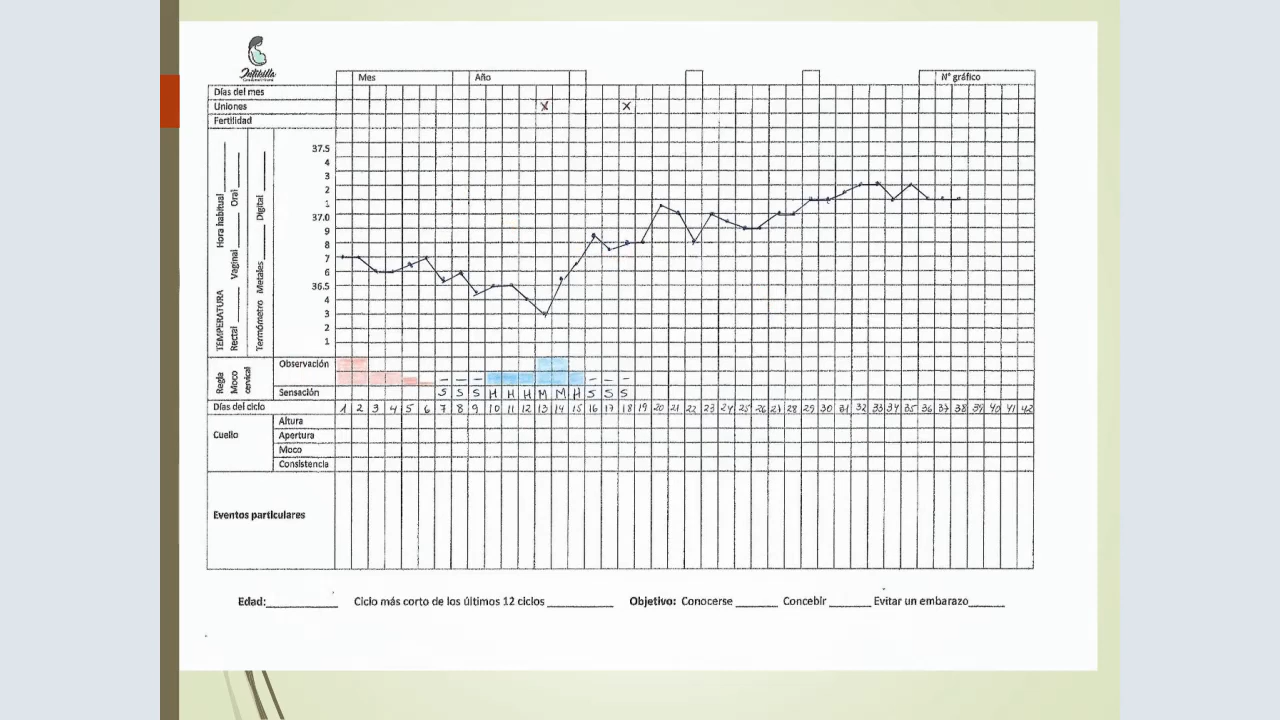 Mes Año N° gráfico
Días del mes
Uniones X X
Fertilidad
TEMPERATURA Hora habitual
Rectal Vaginal Oral
Termómetro Metales Digital
37.5
4
3
2
1
37.0
9
8
7
6
36.5
4
3
2
1
Regla
Moco
cervical
Observación – – – – – –
Sensación S S S H H H M M H S S S
Días del ciclo 1 2 3 4 5 6 7 8 9 10 11 12 13 14 15 16 17 18 19 20 21 22 23 24 25 26 27 28 29 30 31 32 33 34 35 36 37 38 39 40 41 42
Cuello
Altura
Apertura
Moco
Consistencia
Eventos particulares
Edad: Ciclo más corto de los últimos 12 ciclos Objetivo: Conocerse Concebir Evitar un embarazo